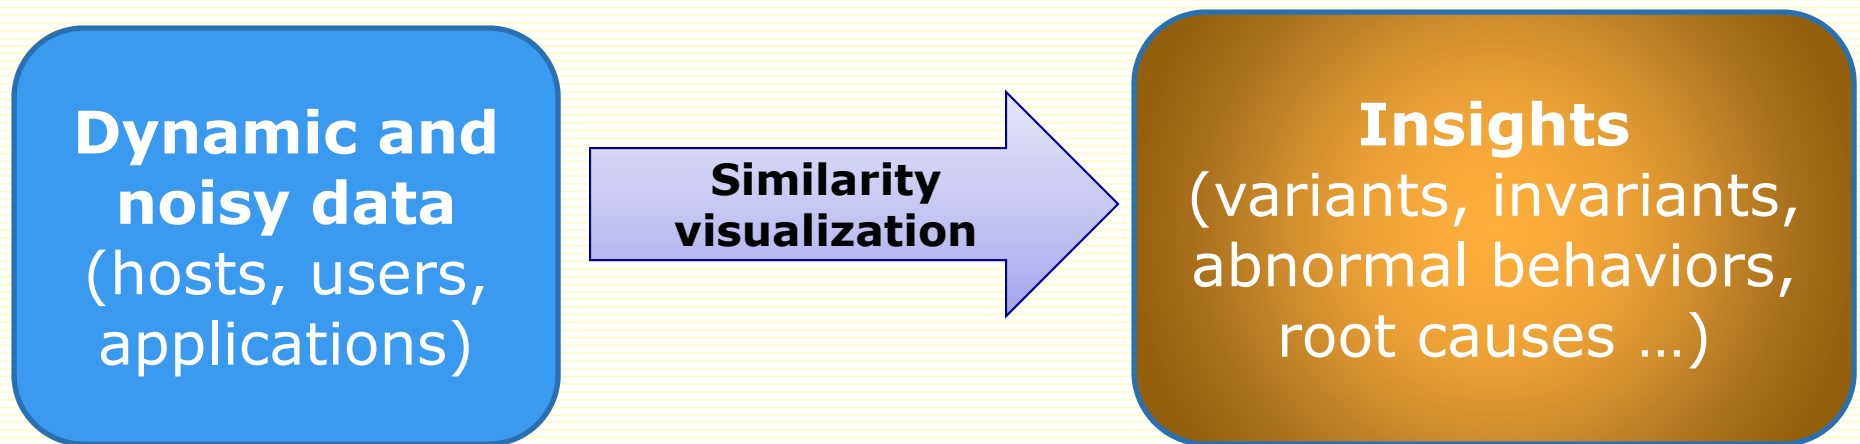 Dynamic and
noisy data
(hosts, users,
applications)
Similarity
visualization
Insights
(variants, invariants,
abnormal behaviors,
root causes …)